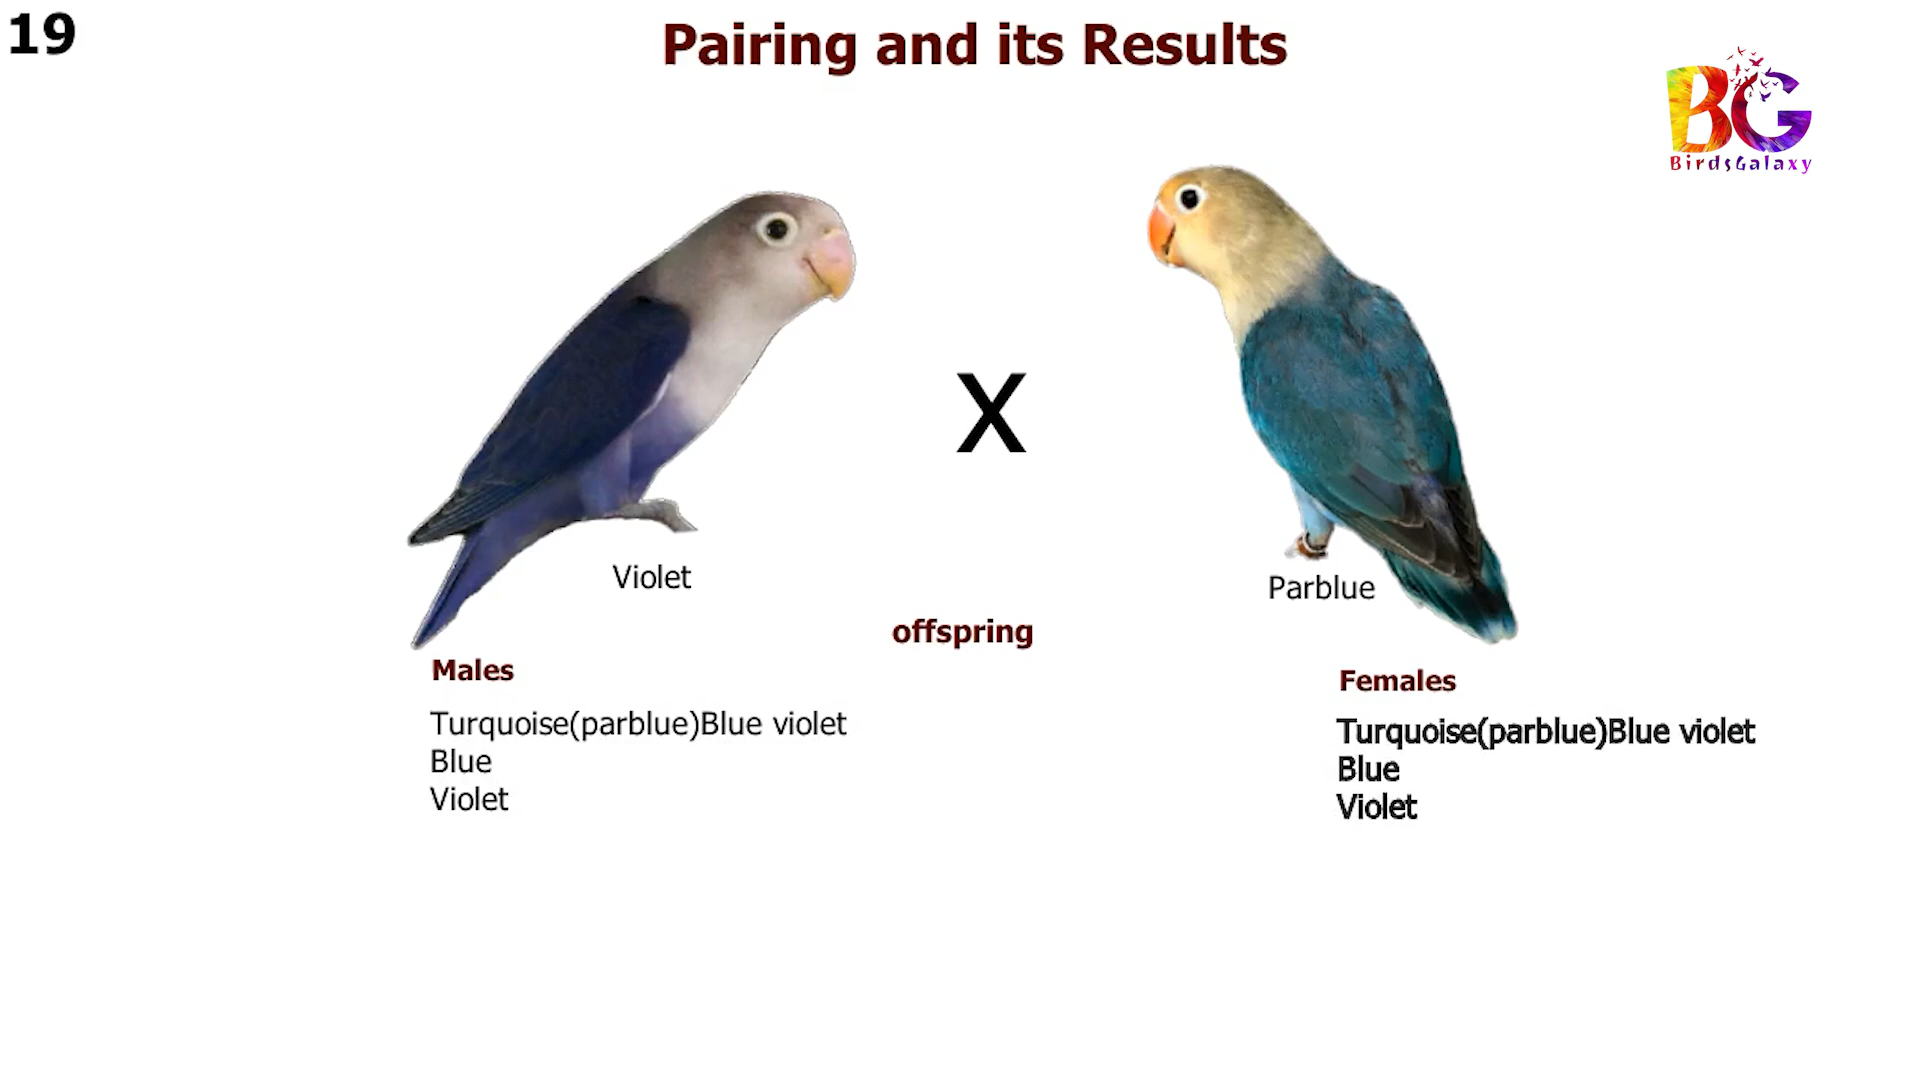 19
Pairing and its Results
BG
BirdsGalaxy
X
Violet
Parblue
offspring
Males
Turquoise(parblue)Blue violet
Blue
Violet
Females
Turquoise(parblue)Blue violet
Blue
Violet